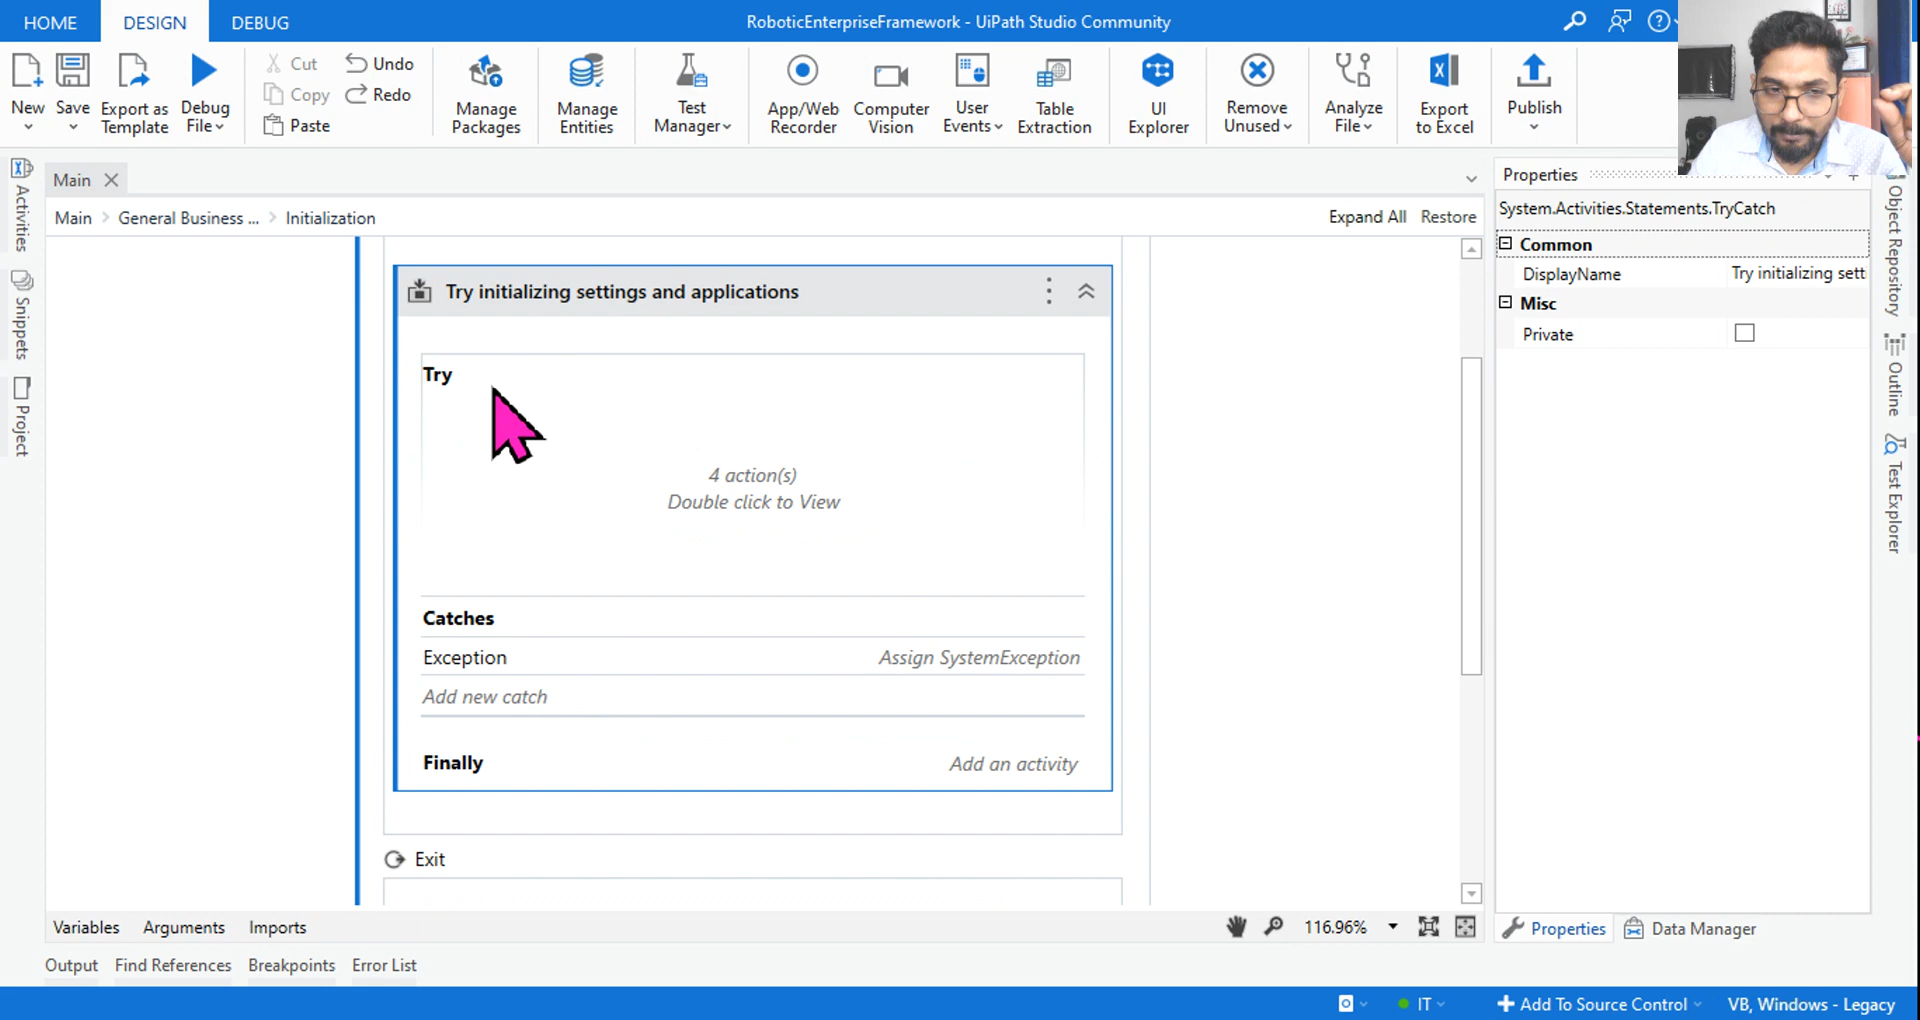 HOME DESIGN DEBUG RoboticEnterpriseFramework - UiPath Studio Community
New
Save
Export as
Template
Debug
File
Cut
Copy
Paste
Undo
Redo
Manage
Packages
Manage
Entities
Test
Manager
App/Web
Recorder
Computer
Vision
User
Events
Table
Extraction
UI
Explorer
Remove
Unused
Analyze
File
Export
to Excel
Publish
Activities
Snippets
Project
Main
Main > General Business ... > Initialization
Expand All Restore
Try initializing settings and applications
Try
4 action(s)
Double click to View
Catches
Exception Assign SystemException
Add new catch
Finally Add an activity
Exit
Variables Arguments Imports
116.96%
Output Find References Breakpoints Error List
Properties
System.Activities.Statements.TryCatch
Common
DisplayName Try initializing sett
Misc
Private
Properties Data Manager
Object Repository
Outline
Test Explorer
IT
Add To Source Control
VB, Windows - Legacy